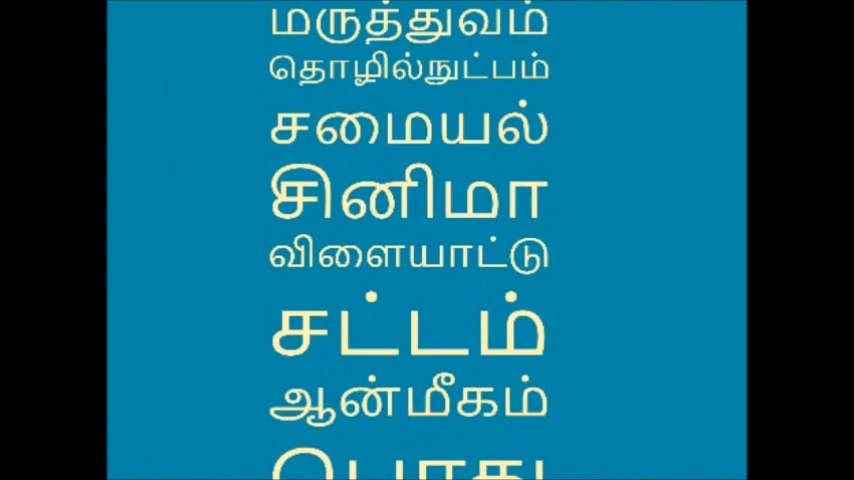 மருத்துவம்
தொழில்நுட்பம்
சமையல்
சினிமா
விளையாட்டு
சட்டம்
ஆன்மீகம்